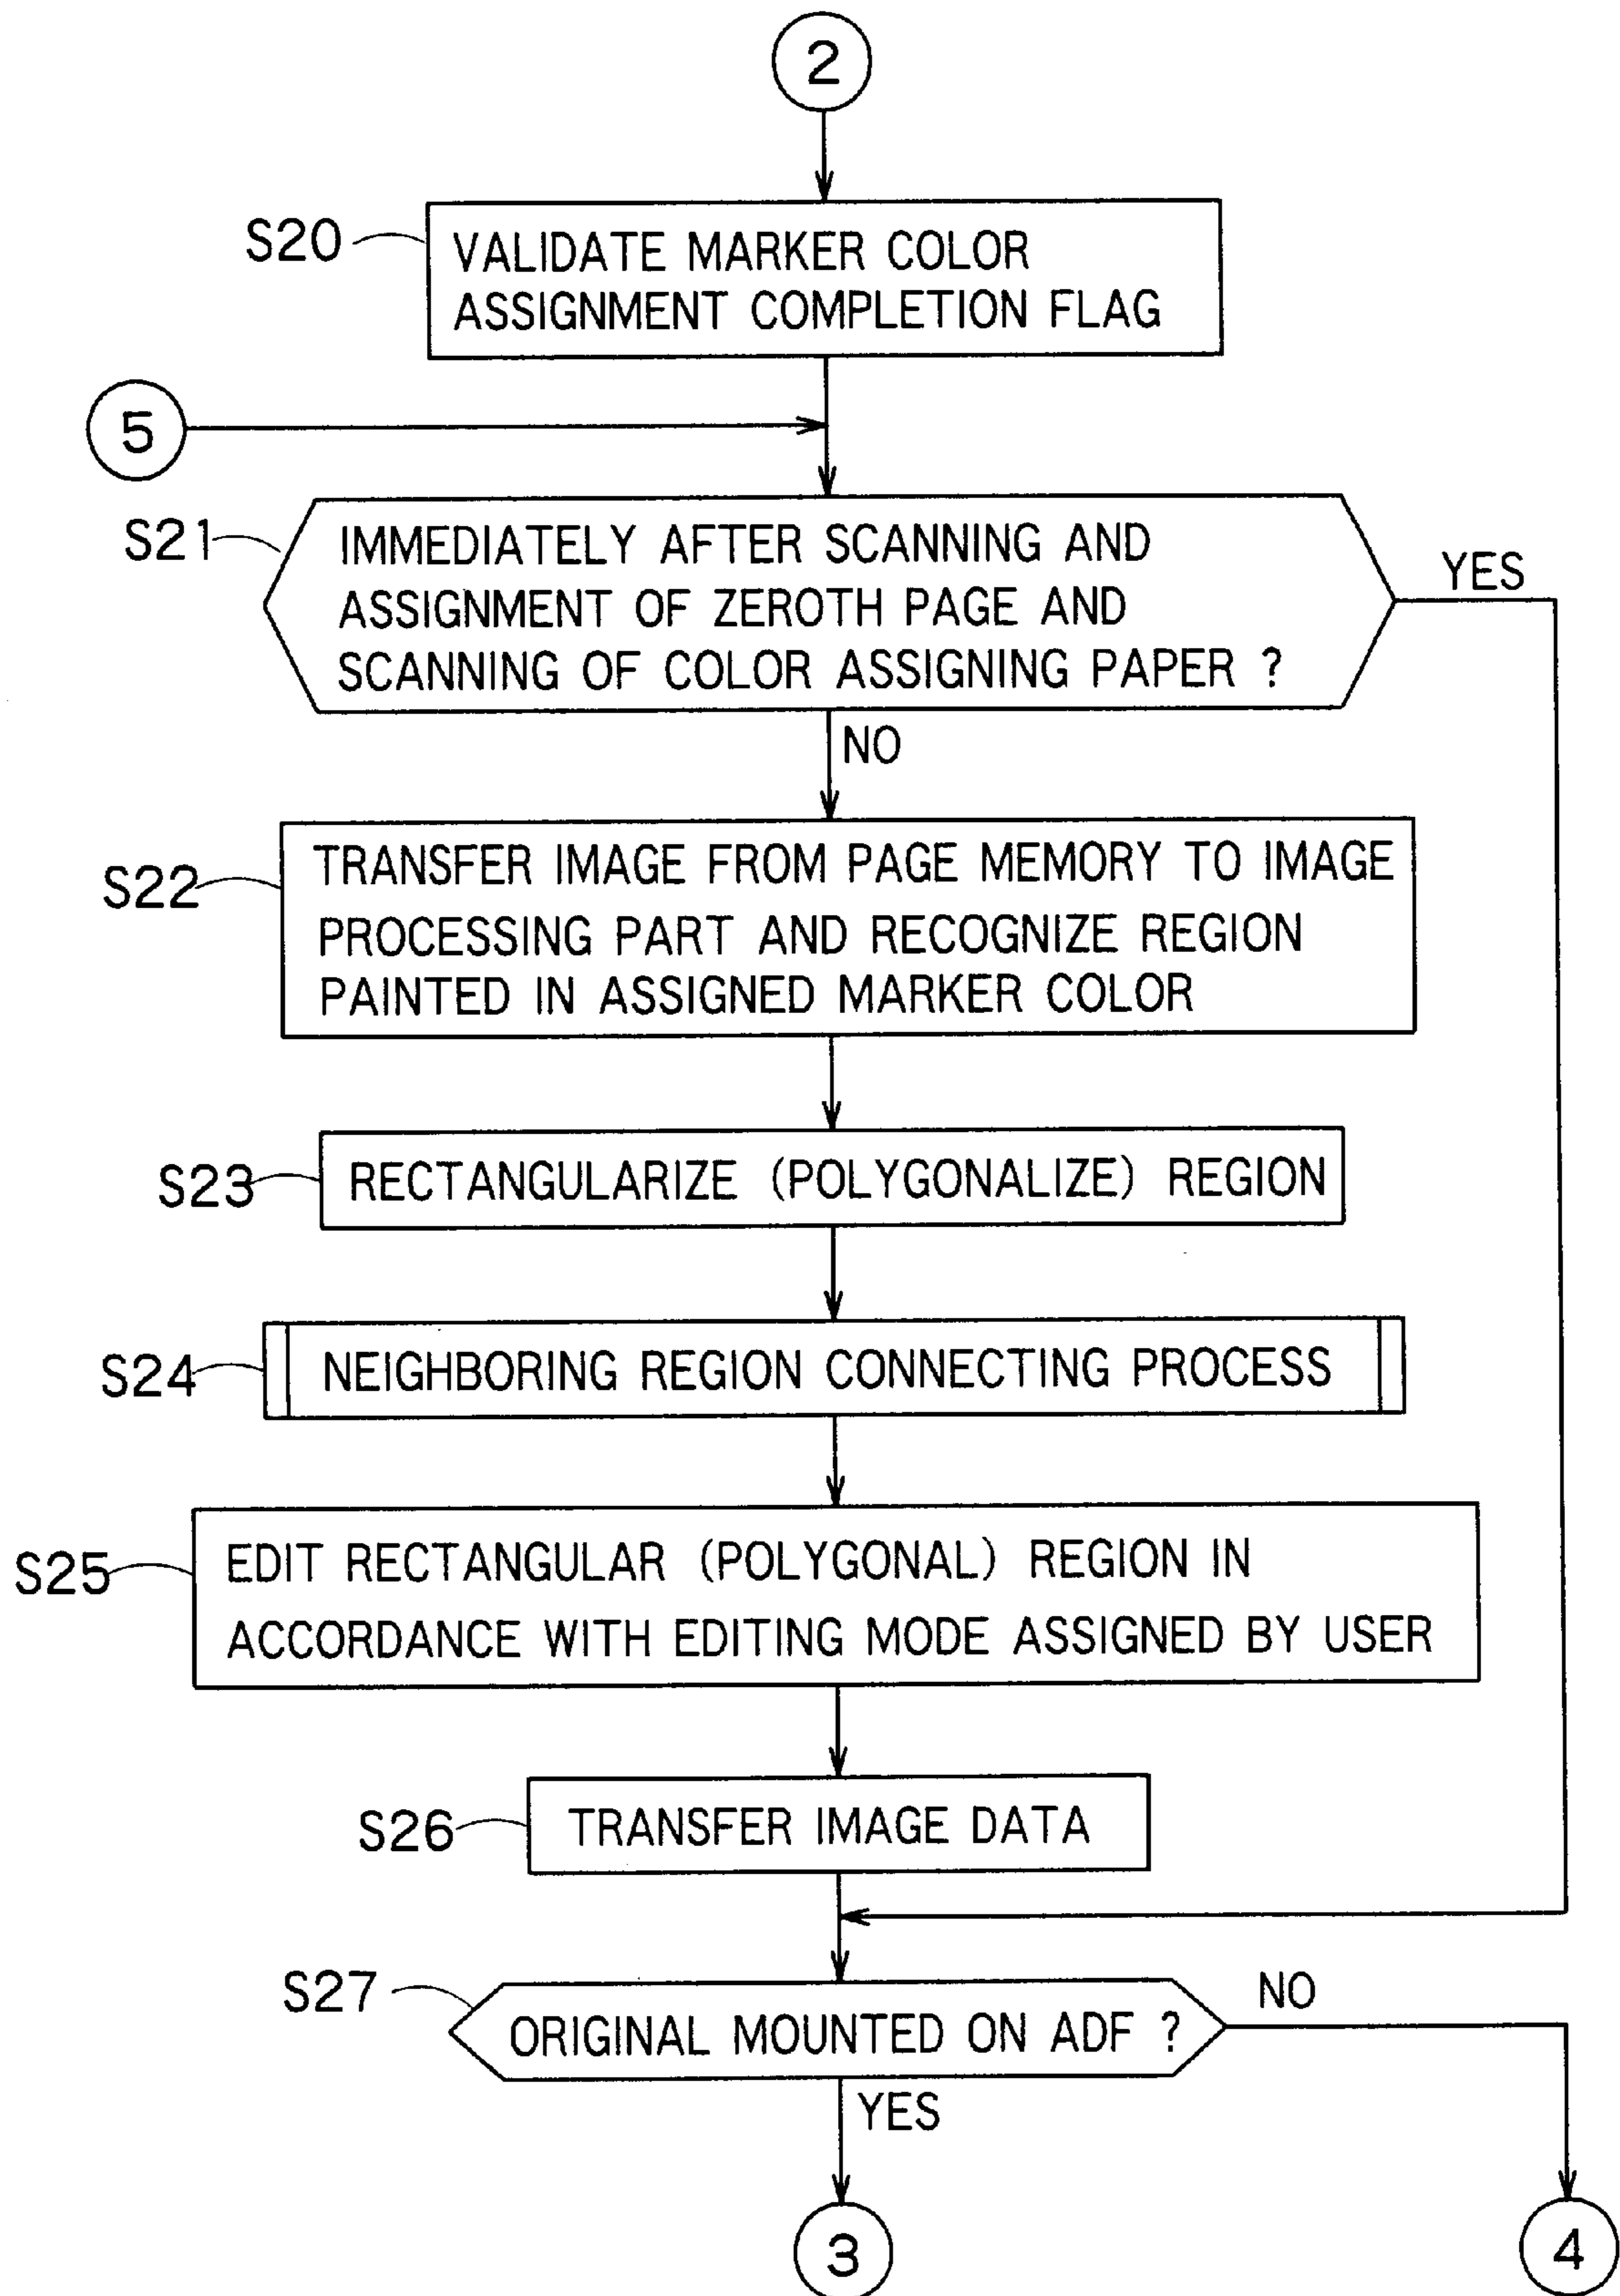 2
S20
VALIDATE MARKER COLOR
ASSIGNMENT COMPLETION FLAG
5
S21
IMMEDIATELY AFTER SCANNING AND
ASSIGNMENT OF ZEROTH PAGE AND
SCANNING OF COLOR ASSIGNING PAPER ?
YES
NO
S22
TRANSFER IMAGE FROM PAGE MEMORY TO IMAGE
PROCESSING PART AND RECOGNIZE REGION
PAINTED IN ASSIGNED MARKER COLOR
S23
RECTANGULARIZE (POLYGONALIZE) REGION
S24
NEIGHBORING REGION CONNECTING PROCESS
S25
EDIT RECTANGULAR (POLYGONAL) REGION IN
ACCORDANCE WITH EDITING MODE ASSIGNED BY USER
S26
TRANSFER IMAGE DATA
S27
ORIGINAL MOUNTED ON ADF ?
NO
YES
3
4